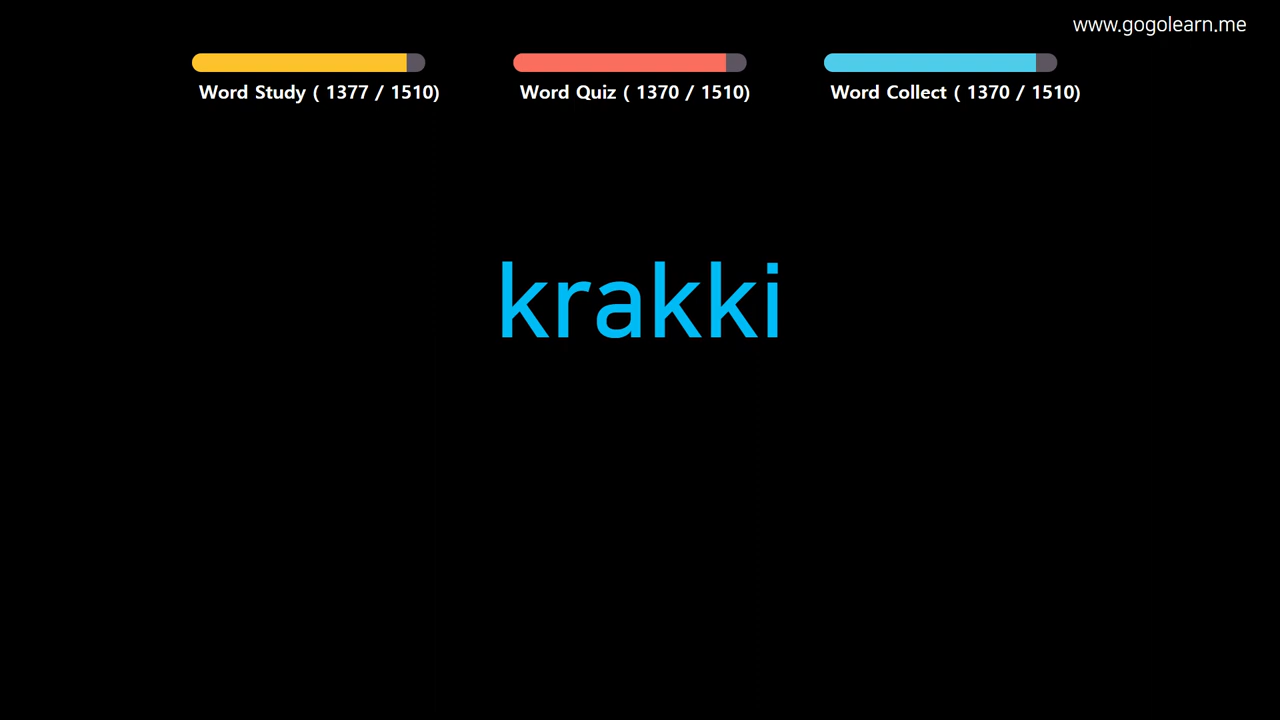 www.gogolearn.me
Word Study ( 1377 / 1510)
Word Quiz ( 1370 / 1510)
Word Collect ( 1370 / 1510)
krakki